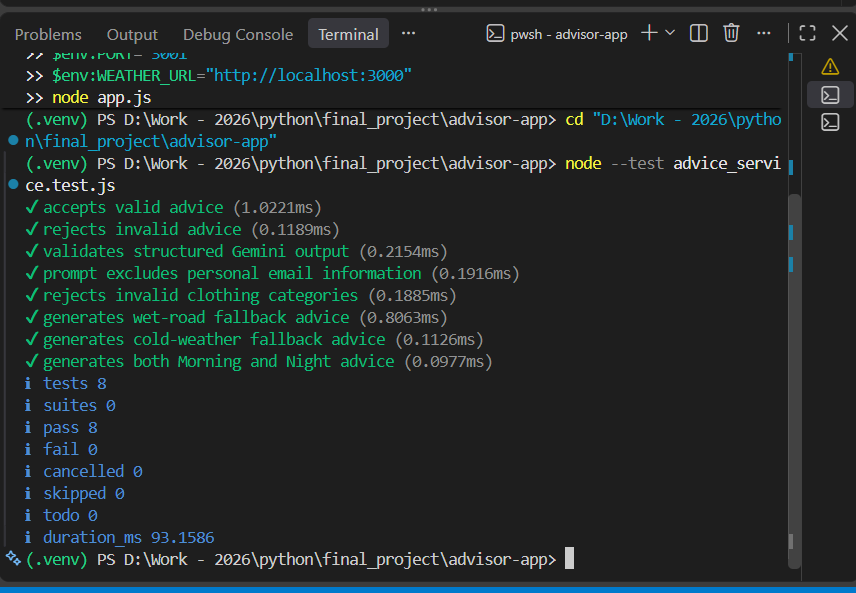 Problems Output Debug Console Terminal ··· pwsh - advisor-app
>> $env:PORT="3001
>> $env:WEATHER_URL="http://localhost:3000"
>> node app.js
(.venv) PS D:\Work - 2026\python\final_project\advisor-app> cd "D:\Work - 2026\pytho
n\final_project\advisor-app"
(.venv) PS D:\Work - 2026\python\final_project\advisor-app> node --test advice_servi
ce.test.js
✓ accepts valid advice (1.0221ms)
✓ rejects invalid advice (0.1189ms)
✓ validates structured Gemini output (0.2154ms)
✓ prompt excludes personal email information (0.1916ms)
✓ rejects invalid clothing categories (0.1885ms)
✓ generates wet-road fallback advice (0.8063ms)
✓ generates cold-weather fallback advice (0.1126ms)
✓ generates both Morning and Night advice (0.0977ms)
ℹ tests 8
ℹ suites 0
ℹ pass 8
ℹ fail 0
ℹ cancelled 0
ℹ skipped 0
ℹ todo 0
ℹ duration_ms 93.1586
(.venv) PS D:\Work - 2026\python\final_project\advisor-app>